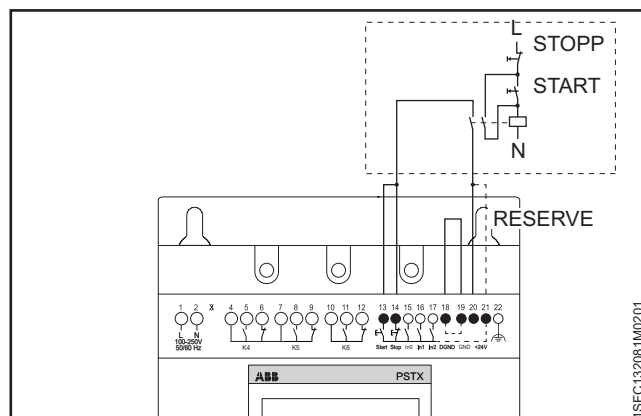 L
STOPP
START
N
RESERVE
1 2 X 4 5 6 7 8 9 10 11 12 13 14 15 16 17 18 19 20 21 22
L N
100-250V
50/60 Hz
K4 K5 K6 Start Stop In0 In1 In2 DGND GND +24V
ABB PSTX
1SFC132081M0201